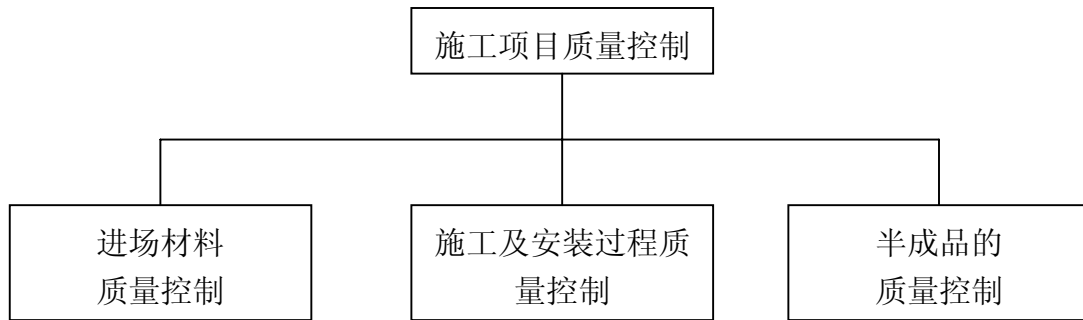 施工项目质量控制
进场材料
质量控制
施工及安装过程质
量控制
半成品的
质量控制